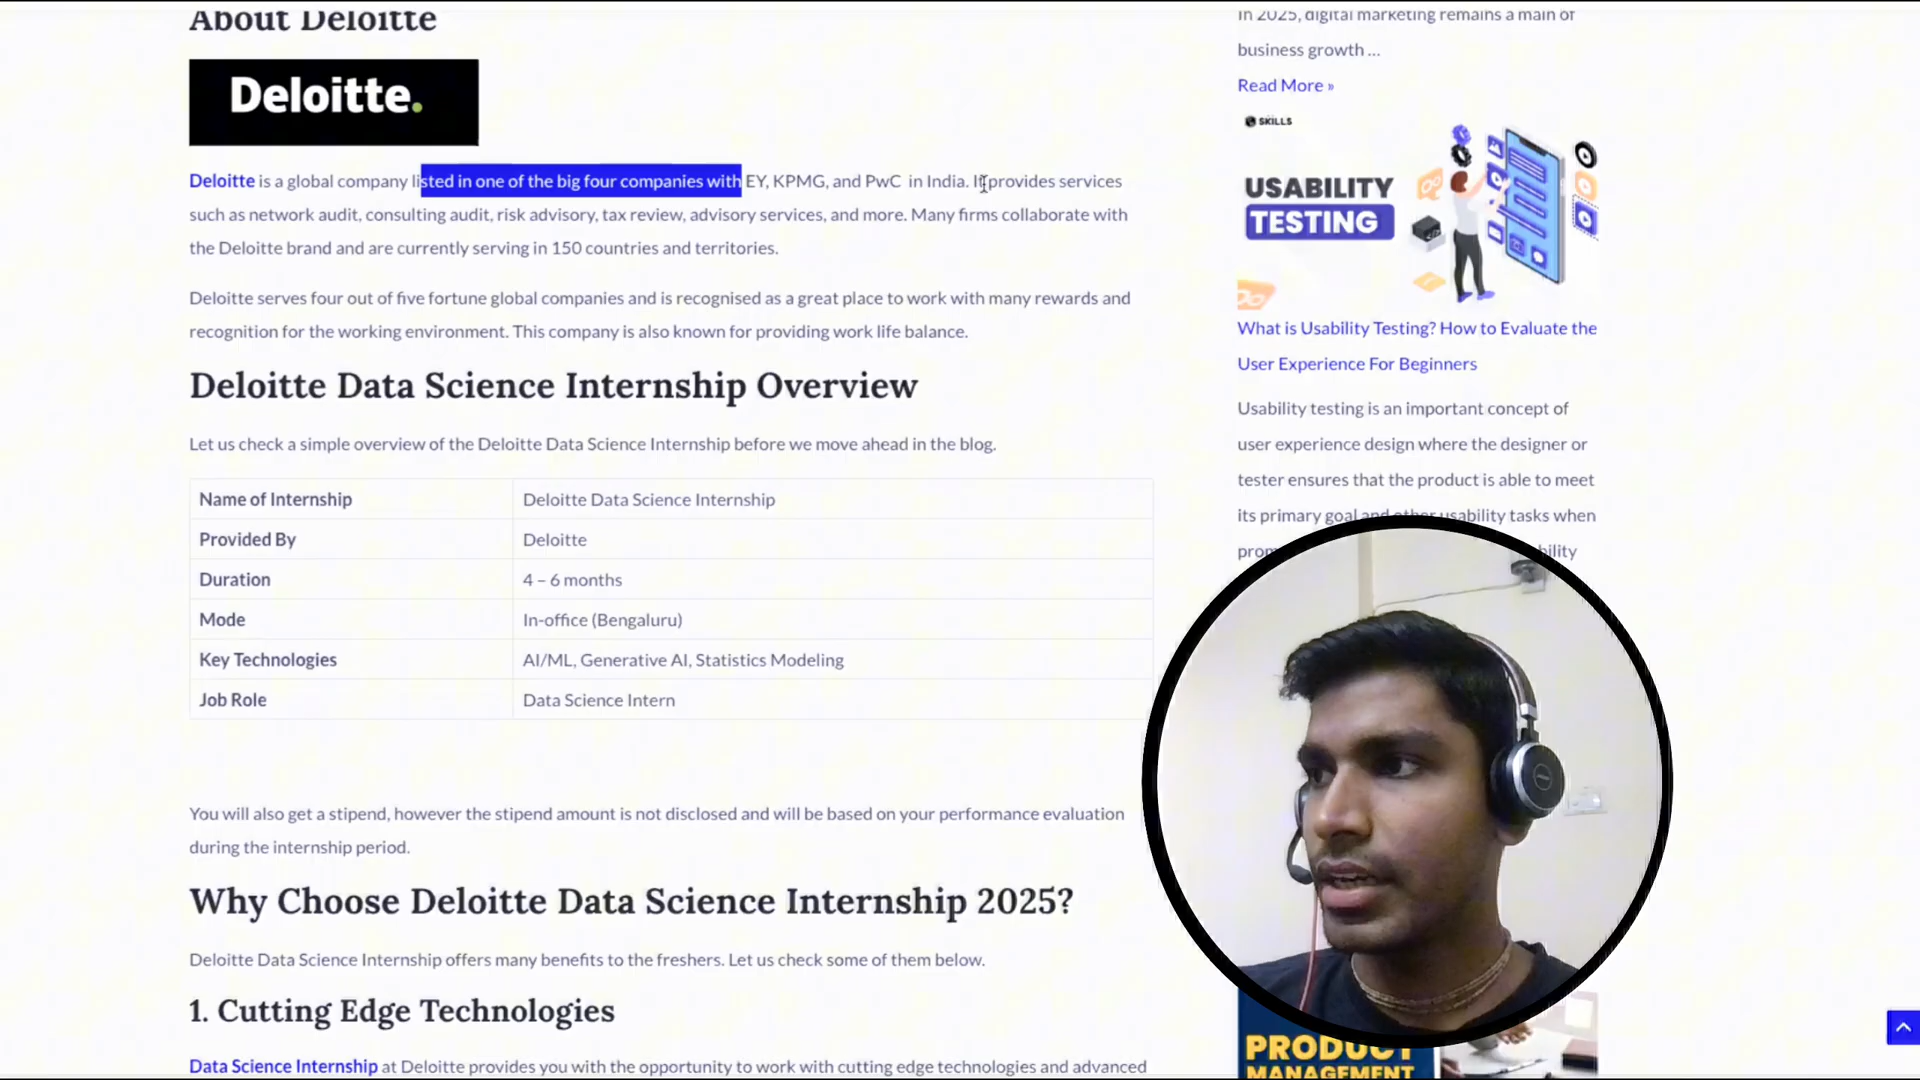 About Deloitte
Deloitte.
Deloitte is a global company listed in one of the big four companies with EY, KPMG, and PwC in India. It provides services
such as network audit, consulting audit, risk advisory, tax review, advisory services, and more. Many firms collaborate with
the Deloitte brand and are currently serving in 150 countries and territories.
Deloitte serves four out of five fortune global companies and is recognised as a great place to work with many rewards and
recognition for the working environment. This company is also known for providing work life balance.
Deloitte Data Science Internship Overview
Let us check a simple overview of the Deloitte Data Science Internship before we move ahead in the blog.
Name of Internship Deloitte Data Science Internship
Provided By Deloitte
Duration 4 – 6 months
Mode In-office (Bengaluru)
Key Technologies AI/ML, Generative AI, Statistics Modeling
Job Role Data Science Intern
You will also get a stipend, however the stipend amount is not disclosed and will be based on your performance evaluation
during the internship period.
Why Choose Deloitte Data Science Internship 2025?
Deloitte Data Science Internship offers many benefits to the freshers. Let us check some of them below.
1. Cutting Edge Technologies
Data Science Internship at Deloitte provides you with the opportunity to work with cutting edge technologies and advanced
In 2025, digital marketing remains a main of
business growth ...
Read More »
SKILLS
USABILITY
TESTING
What is Usability Testing? How to Evaluate the
User Experience For Beginners
Usability testing is an important concept of
user experience design where the designer or
tester ensures that the product is able to meet
its primary goal and other usability tasks when
PRODUCT
MANAGEMENT